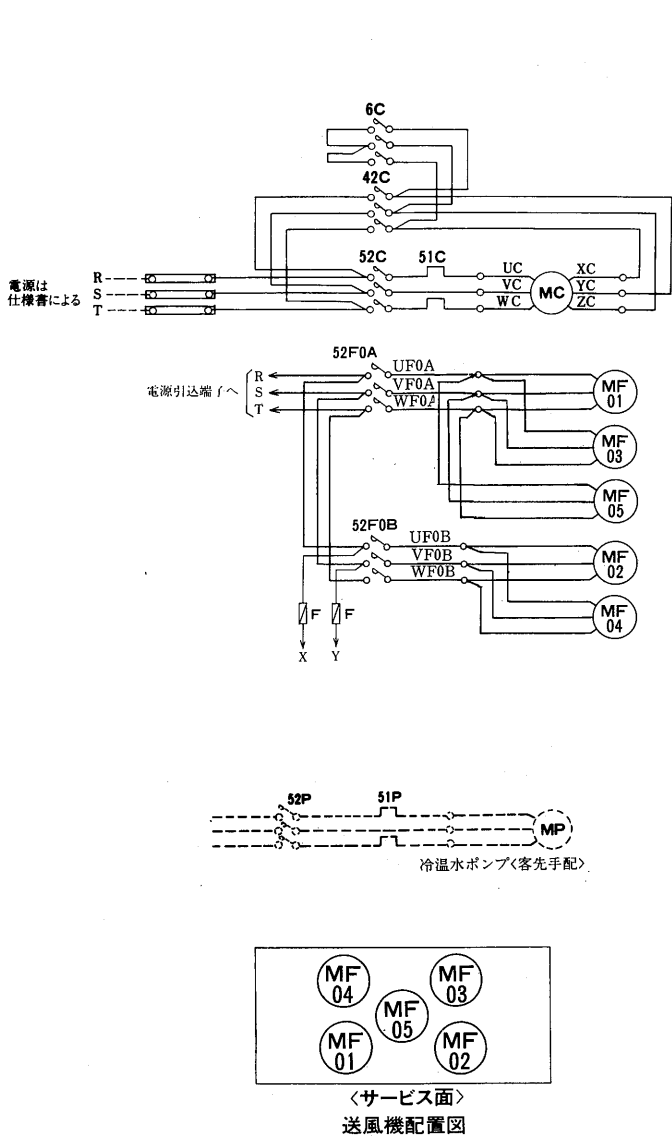 6C
42C
52C 51C
電源は
仕様書による
R
S
T
UC
VC
WC
MC
XC
YC
ZC
52F0A
電源引込端子へ
R
S
T
UF0A
VF0A
WF0A
MF
01
MF
03
MF
05
52F0B
UF0B
VF0B
WF0B
MF
02
MF
04
F F
X Y
52P 51P
MP
冷温水ポンプ〈客先手配〉
MF
04
MF
03
MF
05
MF
01
MF
02
〈サービス面〉
送風機配置図